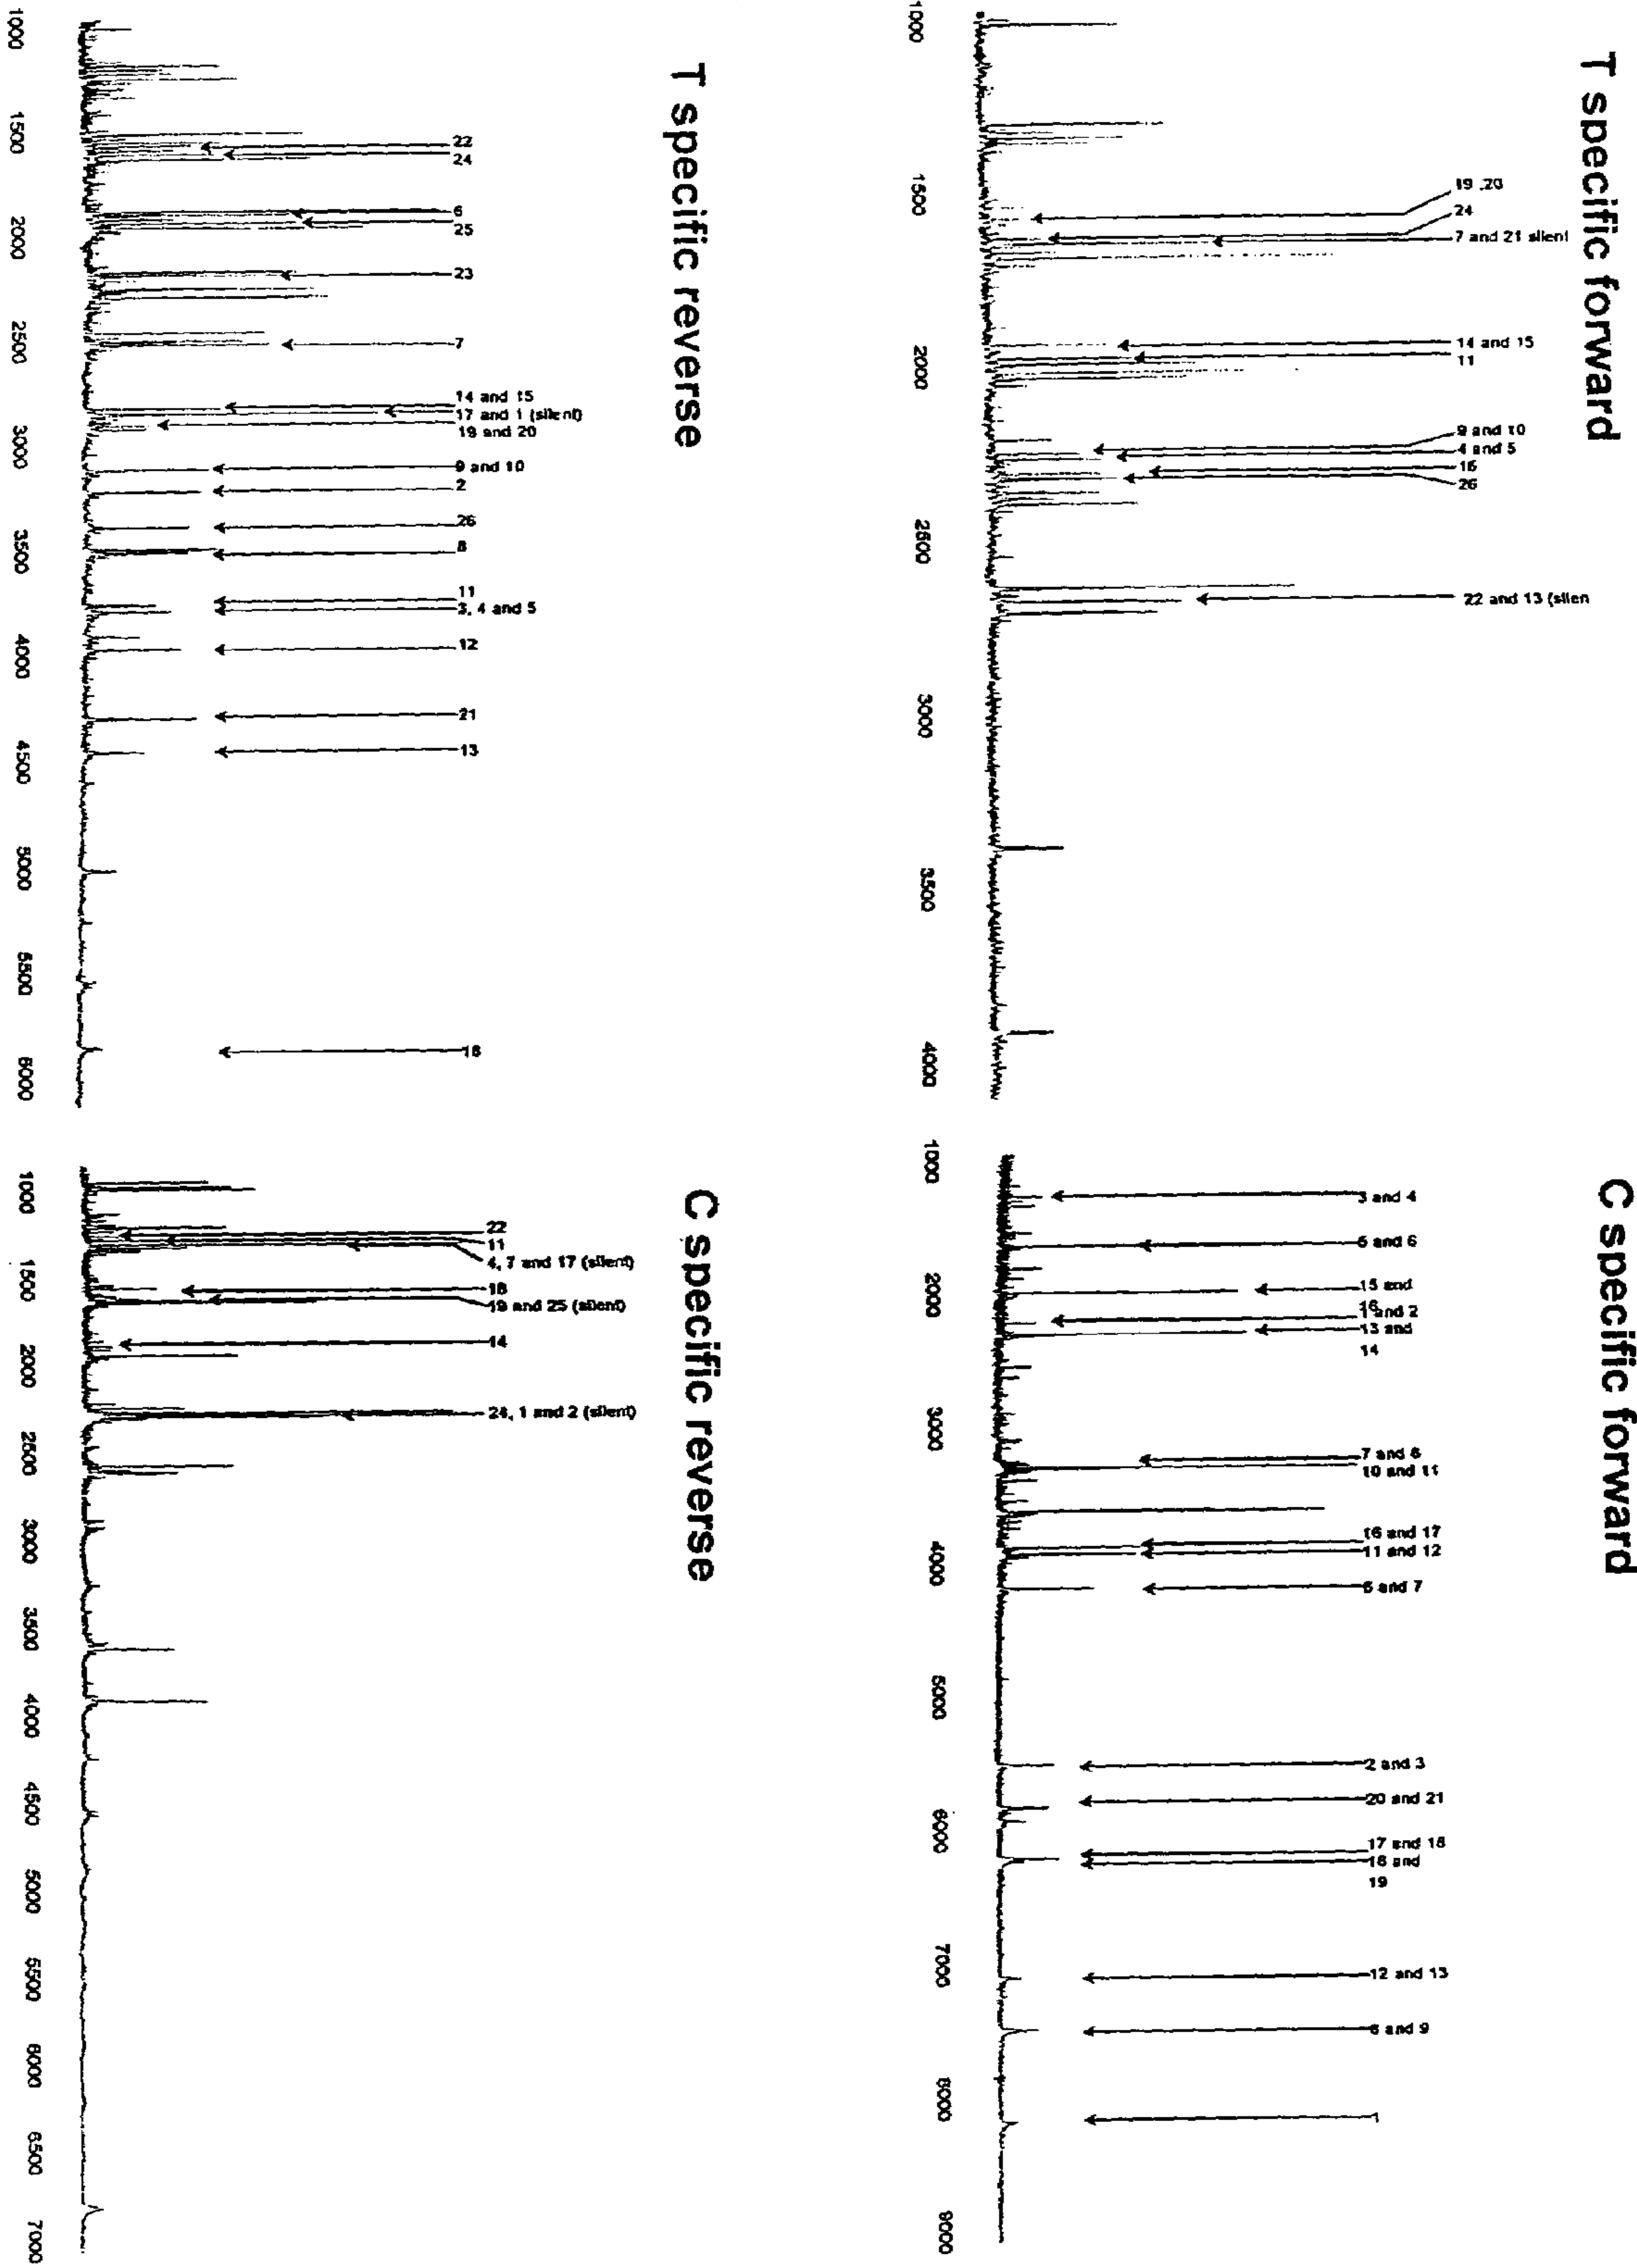 T specific forward
19 ,20
24
7 and 21 silent
14 and 15
11
9 and 10
4 and 5
16
26
22 and 13 (silen
1000
1500
2000
2500
3000
3500
4000
C specific forward
3 and 4
5 and 6
15 and
16and 2
13 and
14
7 and 8
10 and 11
16 and 17
11 and 12
6 and 7
2 and 3
20 and 21
17 and 18
18 and
19
12 and 13
8 and 9
1
1000
2000
3000
4000
5000
6000
7000
8000
9000
T specific reverse
22
24
6
25
23
7
14 and 15
17 and 1 (silent)
19 and 20
9 and 10
2
26
8
11
3, 4 and 5
12
21
13
18
1000
1500
2000
2500
3000
3500
4000
4500
5000
5500
6000
C specific reverse
22
11
4, 7 and 17 (silent)
18
19 and 25 (silent)
14
24, 1 and 2 (silent)
1000
1500
2000
2500
3000
3500
4000
4500
5000
5500
6000
6500
7000